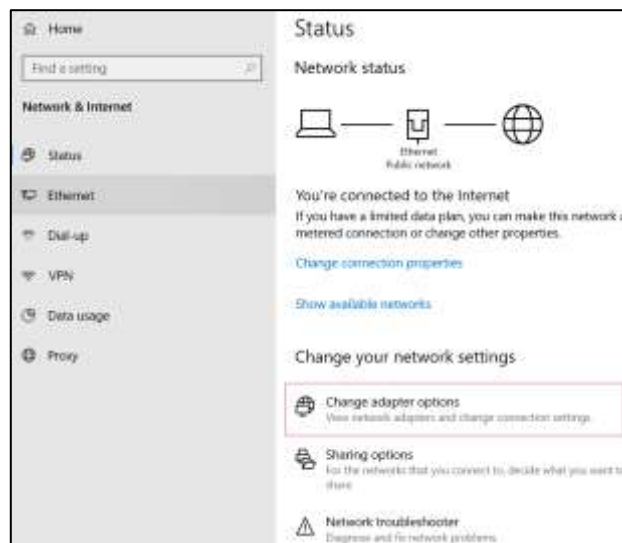 Home
Find a setting
Network & Internet
Status
Ethernet
Dial-up
VPN
Data usage
Proxy
Status
Network status
Ethernet
Public network
You're connected to the Internet
If you have a limited data plan, you can make this network a
metered connection or change other properties.
Change connection properties
Show available networks
Change your network settings
Change adapter options
View network adapters and change connection settings.
Sharing options
For the networks that you connect to, decide what you want to
share.
Network troubleshooter
Diagnose and fix network problems.